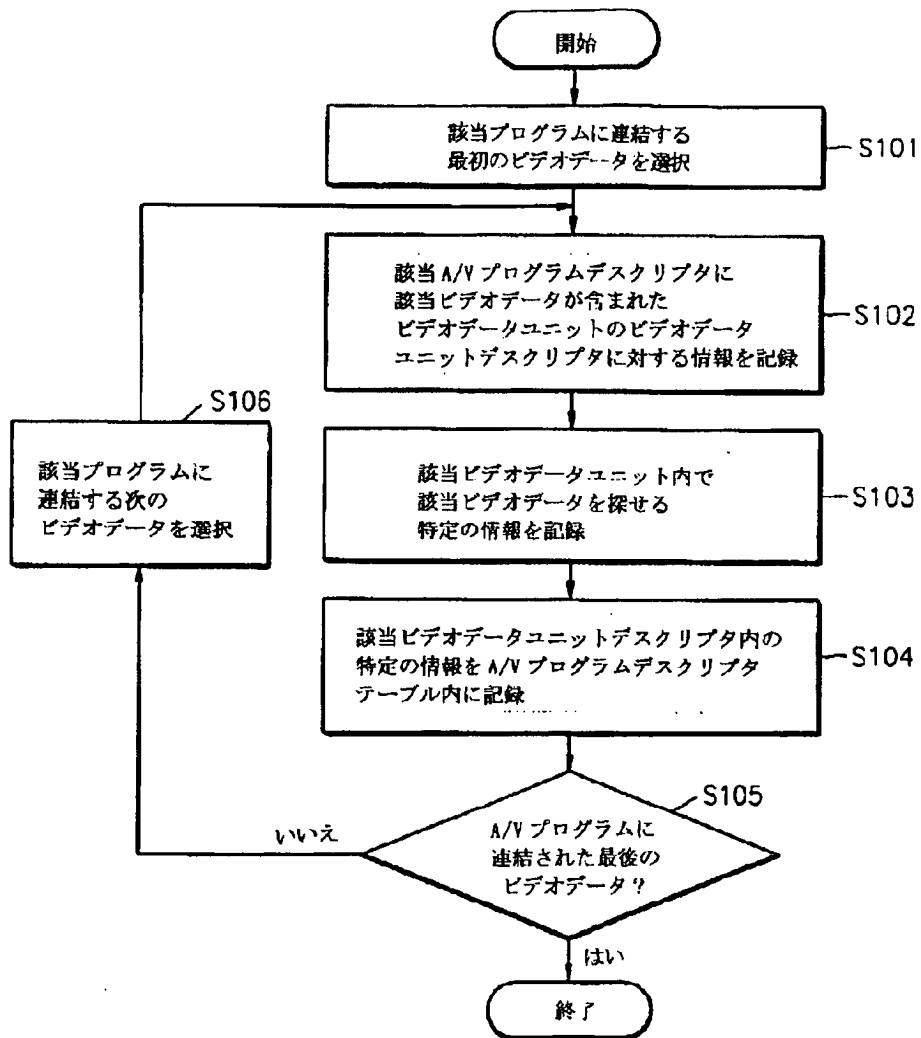 開始
該当プログラムに連結する
最初のビデオデータを選択
S101
該当A/Vプログラムデスクリプタに
該当ビデオデータが含まれた
ビデオデータユニットのビデオデータ
ユニットデスクリプタに対する情報を記録
S102
該当ビデオデータユニット内で
該当ビデオデータを探せる
特定の情報を記録
S103
該当ビデオデータユニットデスクリプタ内の
特定の情報をA/Vプログラムデスクリプタ
テーブル内に記録
S104
A/Vプログラムに
連結された最後の
ビデオデータ?
S105
いいえ
S106
該当プログラムに
連結する次の
ビデオデータを選択
はい
終了